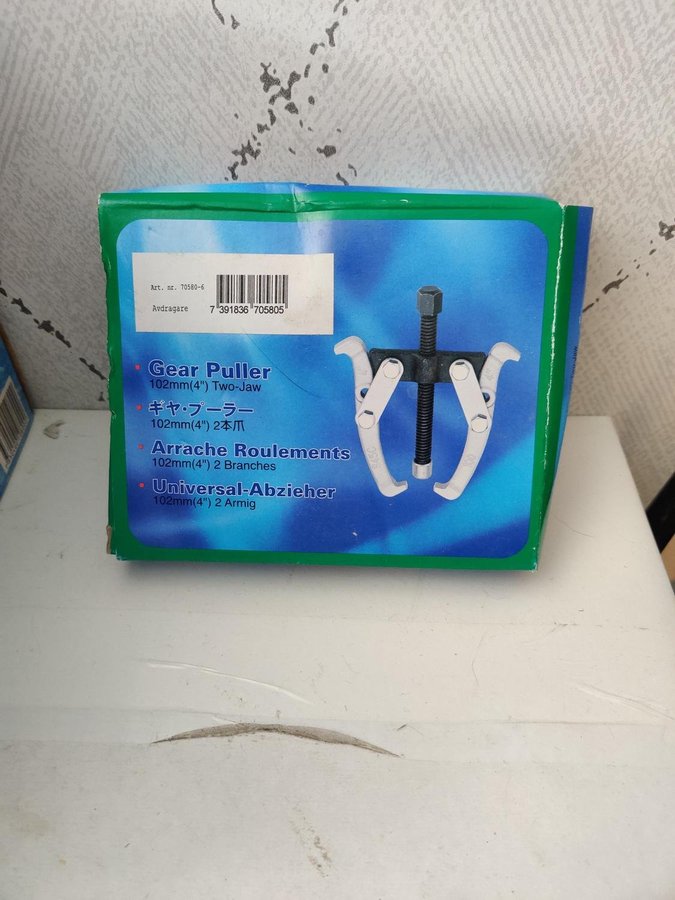 Art. nr. 70580-6
Avdragare
7 391836 705805
Gear Puller
102mm(4") Two-Jaw
ギヤ・プーラー
102mm(4") 2本爪
Arrache Roulements
102mm(4") 2 Branches
Universal-Abzieher
102mm(4") 2 Armig